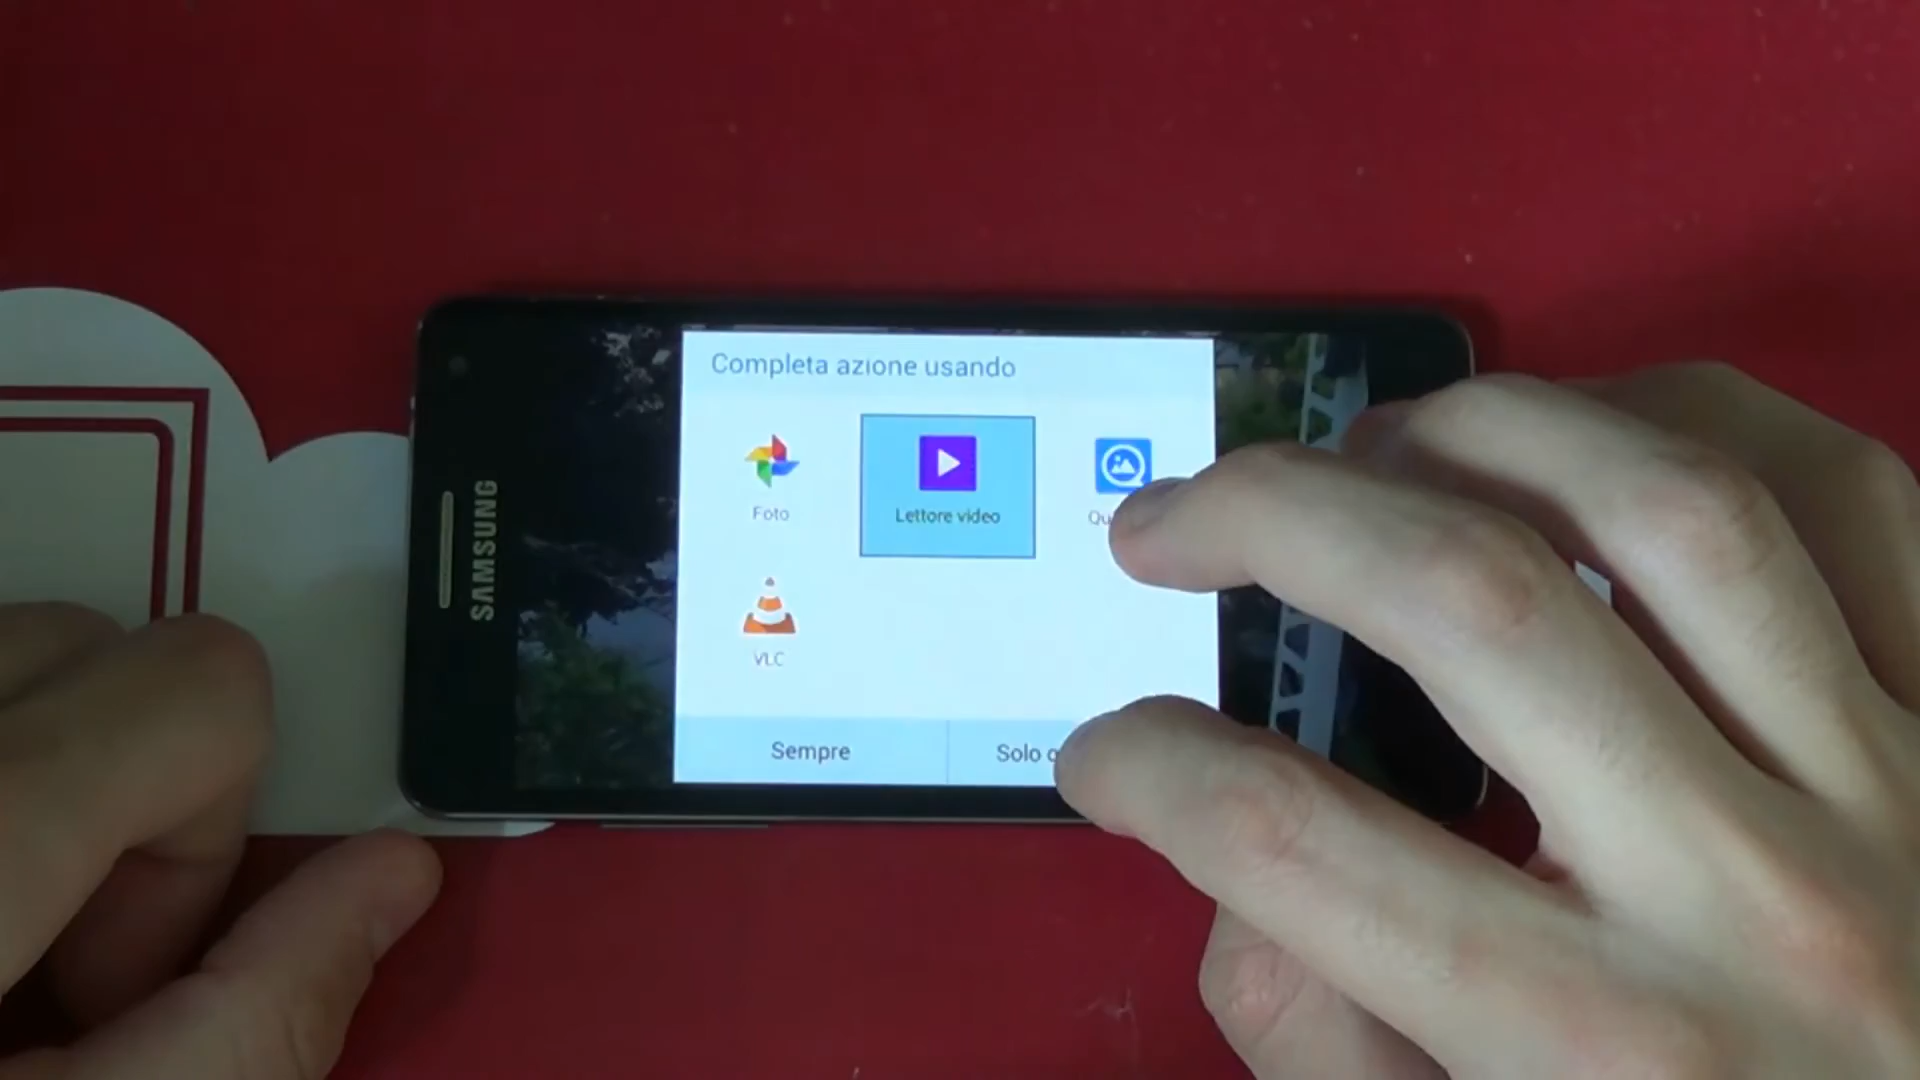 Completa azione usando
Foto
Lettore video
VLC
Sempre
Solo
SAMSUNG